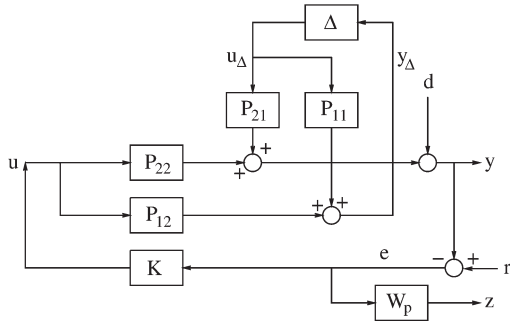 Δ
u_Δ
y_Δ
P_21
P_11
d
+
+
u
P_22
y
+ +
P_12
e
− +
K
r
W_p
z